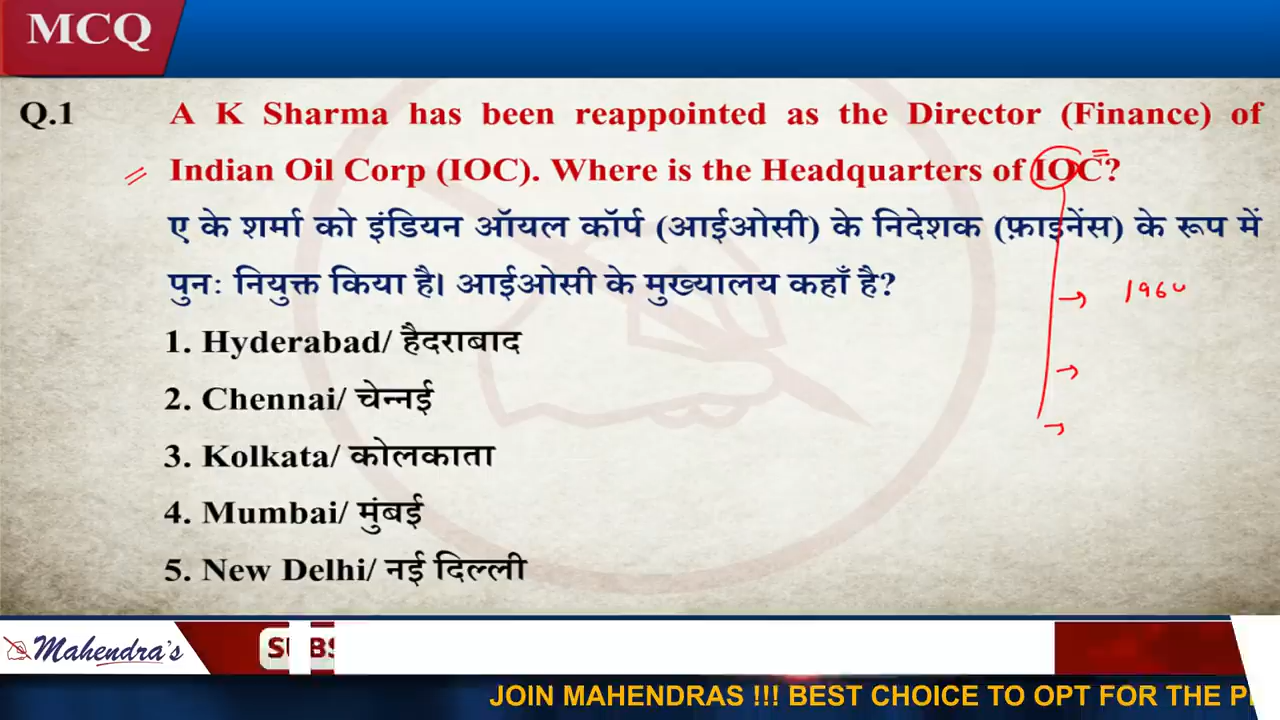 MCQ
Q.1 A K Sharma has been reappointed as the Director (Finance) of
Indian Oil Corp (IOC). Where is the Headquarters of IOC?
ए के शर्मा को इंडियन ऑयल कॉर्प (आईओसी) के निदेशक (फ़ाइनेंस) के रूप में
पुनः नियुक्त किया है। आईओसी के मुख्यालय कहाँ है?
1. Hyderabad/ हैदराबाद
2. Chennai/ चेन्नई
3. Kolkata/ कोलकाता
4. Mumbai/ मुंबई
5. New Delhi/ नई दिल्ली
Mahendra's
JOIN MAHENDRAS !!! BEST CHOICE TO OPT FOR THE